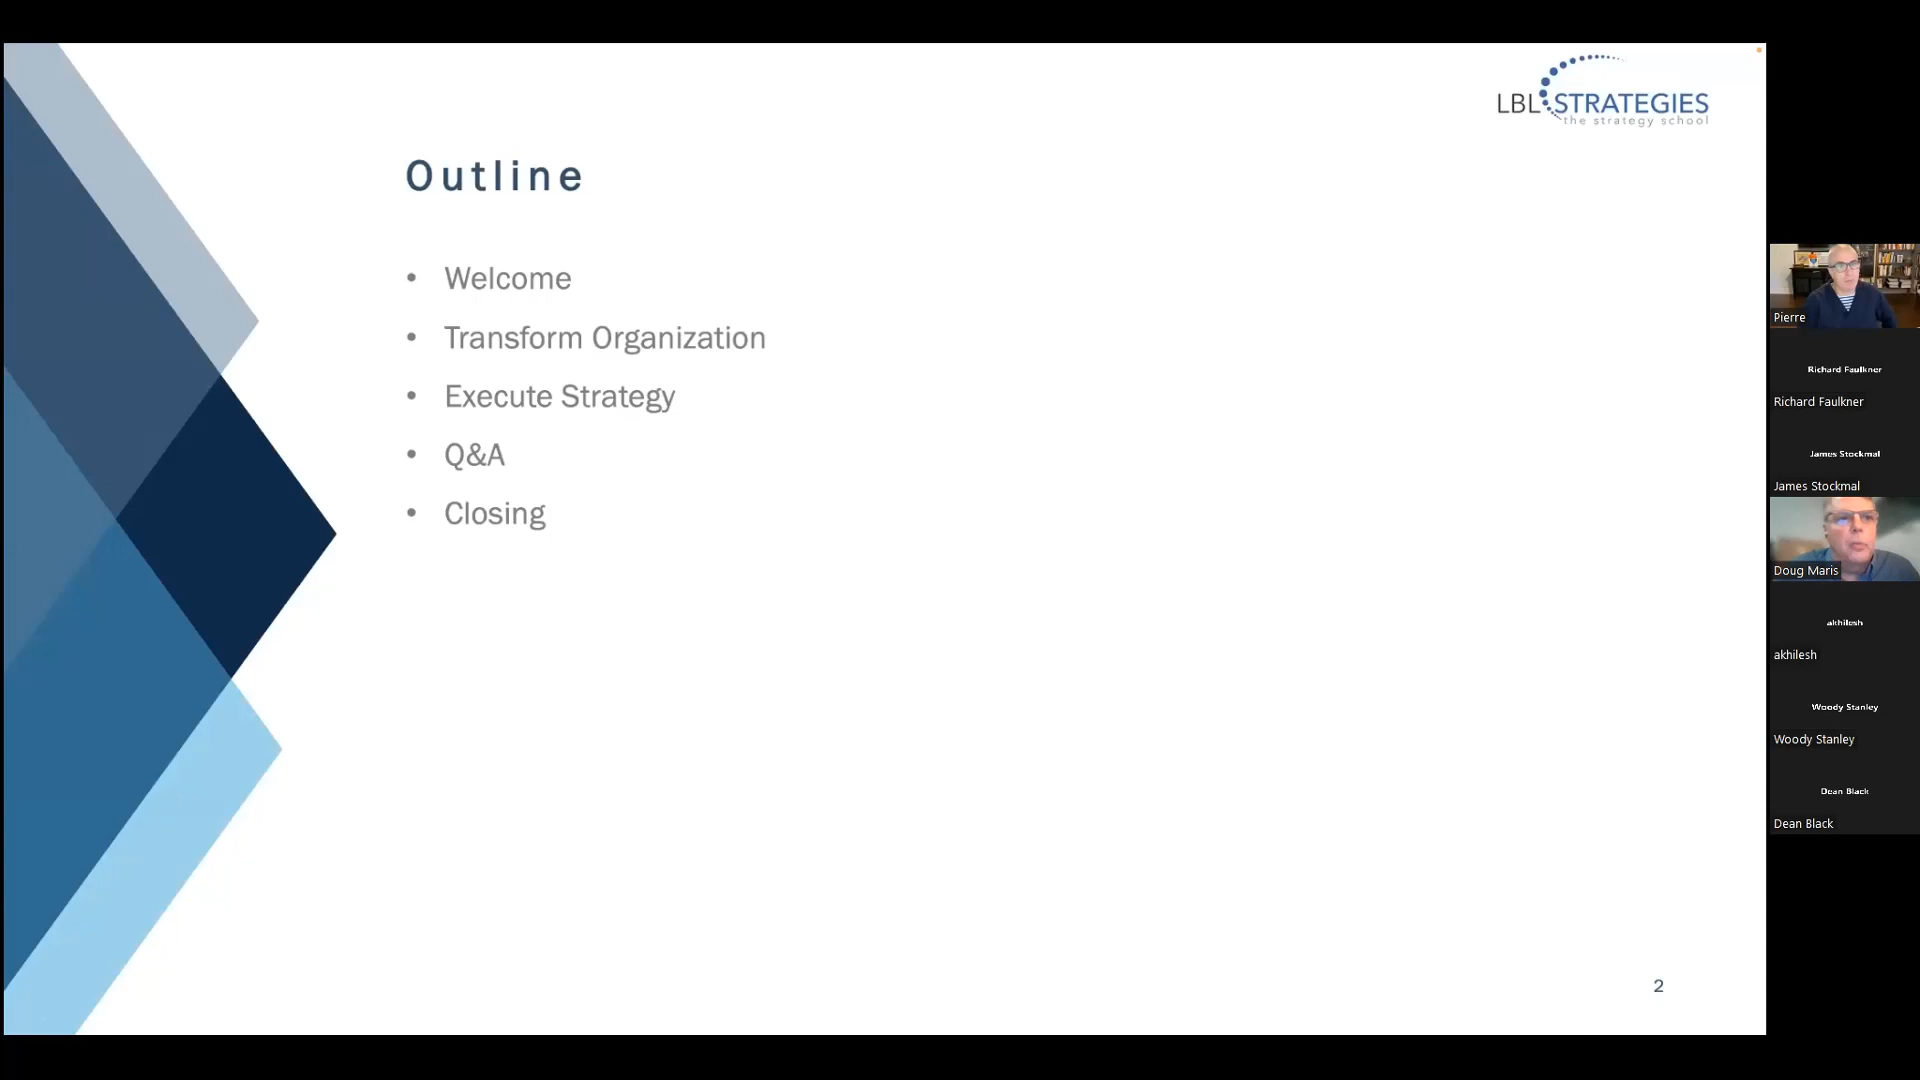 LBL STRATEGIES
the strategy school
Outline
• Welcome
• Transform Organization
• Execute Strategy
• Q&A
• Closing
2
Pierre
Richard Faulkner
Richard Faulkner
James Stockmal
James Stockmal
Doug Maris
akhilesh
akhilesh
Woody Stanley
Woody Stanley
Dean Black
Dean Black